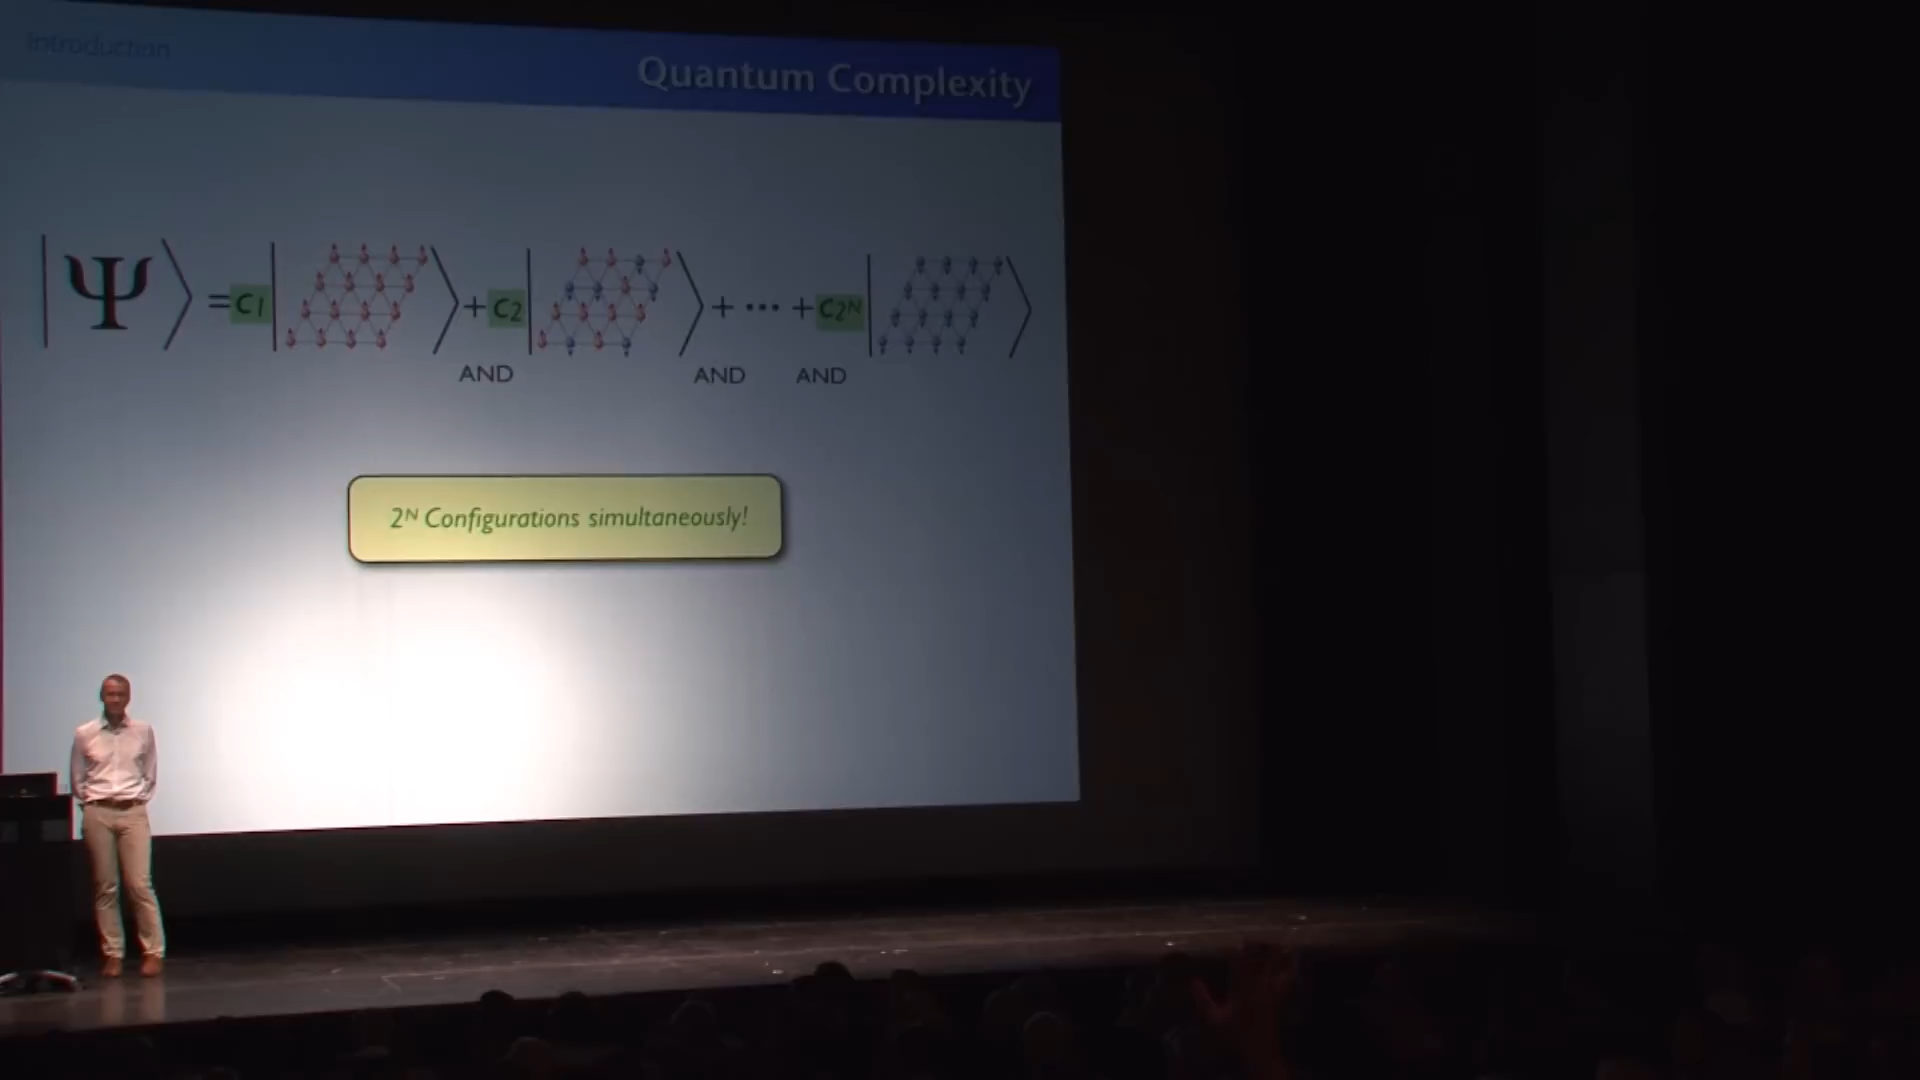 Introduction
Quantum Complexity
|Ψ⟩ = C1 | ⟩ + C2 | ⟩ + ⋯ + C2ᴺ | ⟩
AND AND AND
2ᴺ Configurations simultaneously!